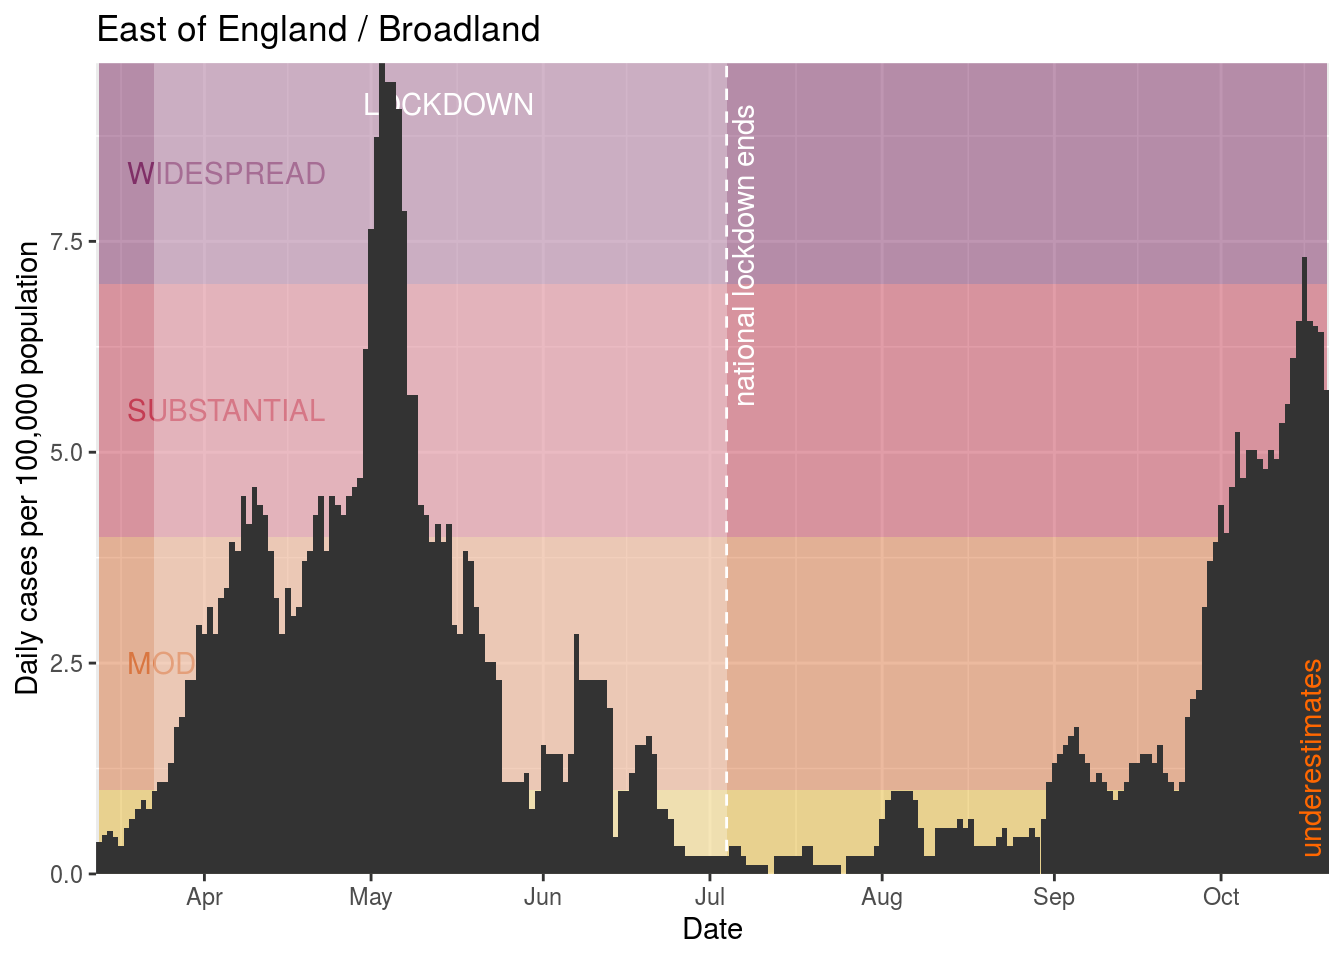 East of England / Broadland
LOCKDOWN
WIDESPREAD
national lockdown ends
7.5
SUBSTANTIAL
5.0
Daily cases per 100,000 population
MOD
2.5
underestimates
0.0
Apr
May
Jun
Jul
Aug
Sep
Oct
Date